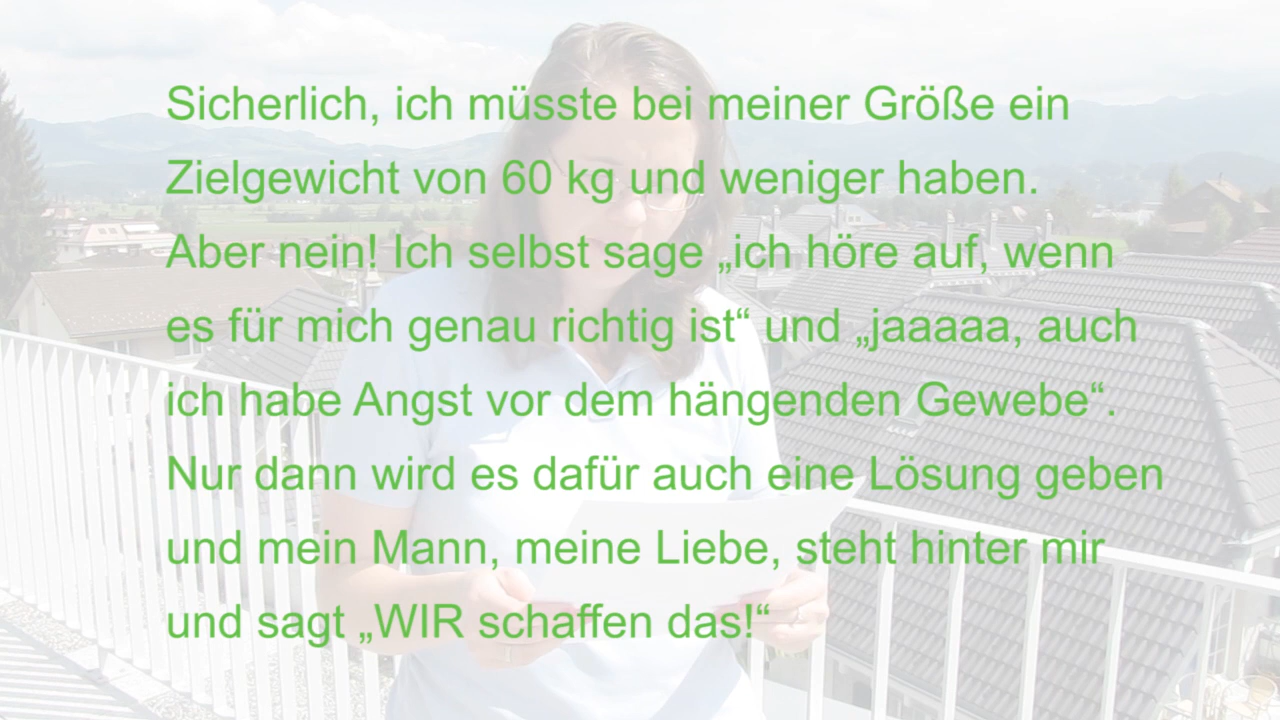 Sicherlich, ich müsste bei meiner Größe ein
Zielgewicht von 60 kg und weniger haben.
Aber nein! Ich selbst sage „ich höre auf, wenn
es für mich genau richtig ist“ und „jaaaaa, auch
ich habe Angst vor dem hängenden Gewebe“.
Nur dann wird es dafür auch eine Lösung geben
und mein Mann, meine Liebe, steht hinter mir
und sagt „WIR schaffen das!“